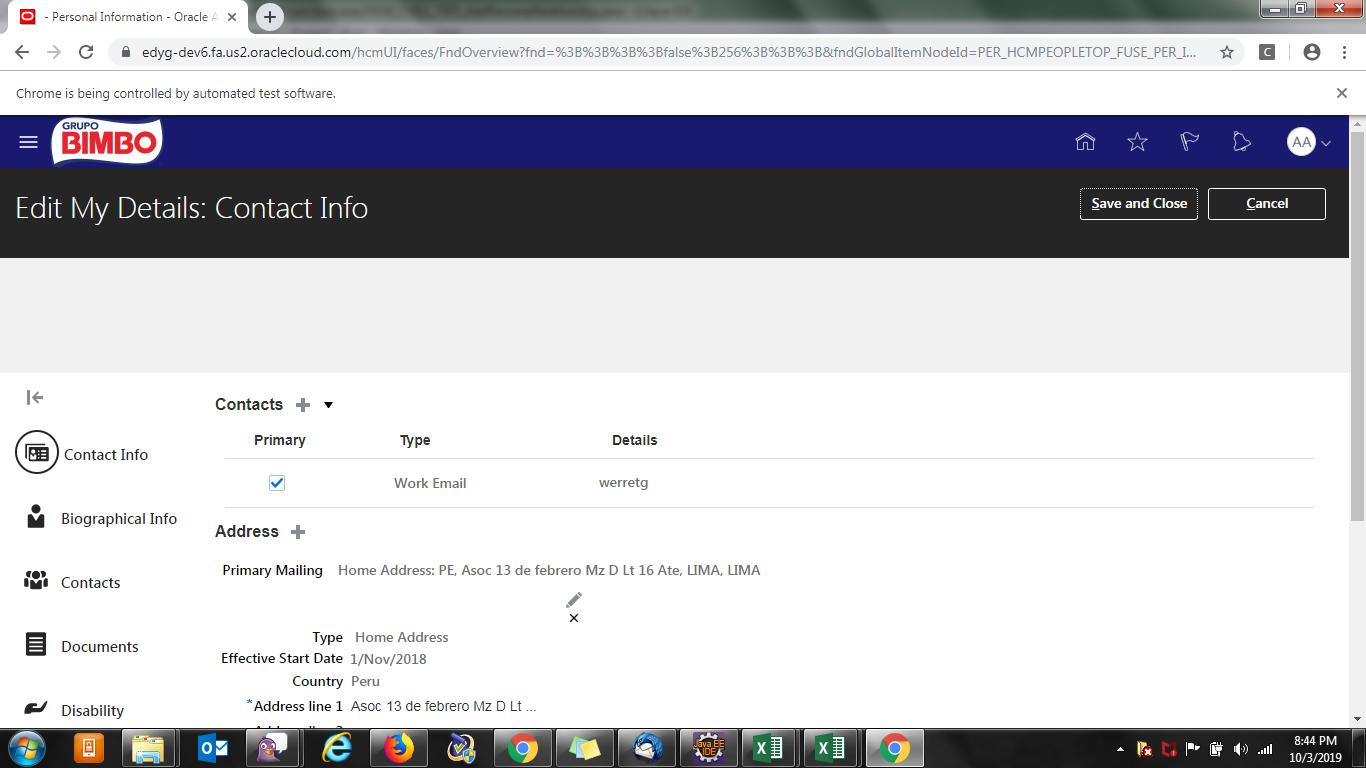 - Personal Information - Oracle A
edyg-dev6.fa.us2.oraclecloud.com/hcmUI/faces/FndOverview?fnd=%3B%3B%3B%3Bfalse%3B256%3B%3B%3B&fndGlobalItemNodeId=PER_HCMPEOPLETOP_FUSE_PER_I...
C
Chrome is being controlled by automated test software.
GRUPO
BIMBO
AA
Edit My Details: Contact Info
Save and Close
Cancel
Contacts
Primary Type Details
Work Email werretg
Address
Primary Mailing Home Address: PE, Asoc 13 de febrero Mz D Lt 16 Ate, LIMA, LIMA
Type Home Address
Effective Start Date 1/Nov/2018
Country Peru
*Address line 1 Asoc 13 de febrero Mz D Lt ...
Contact Info
Biographical Info
Contacts
Documents
Disability
Java EE
IDE
8:44 PM
10/3/2019